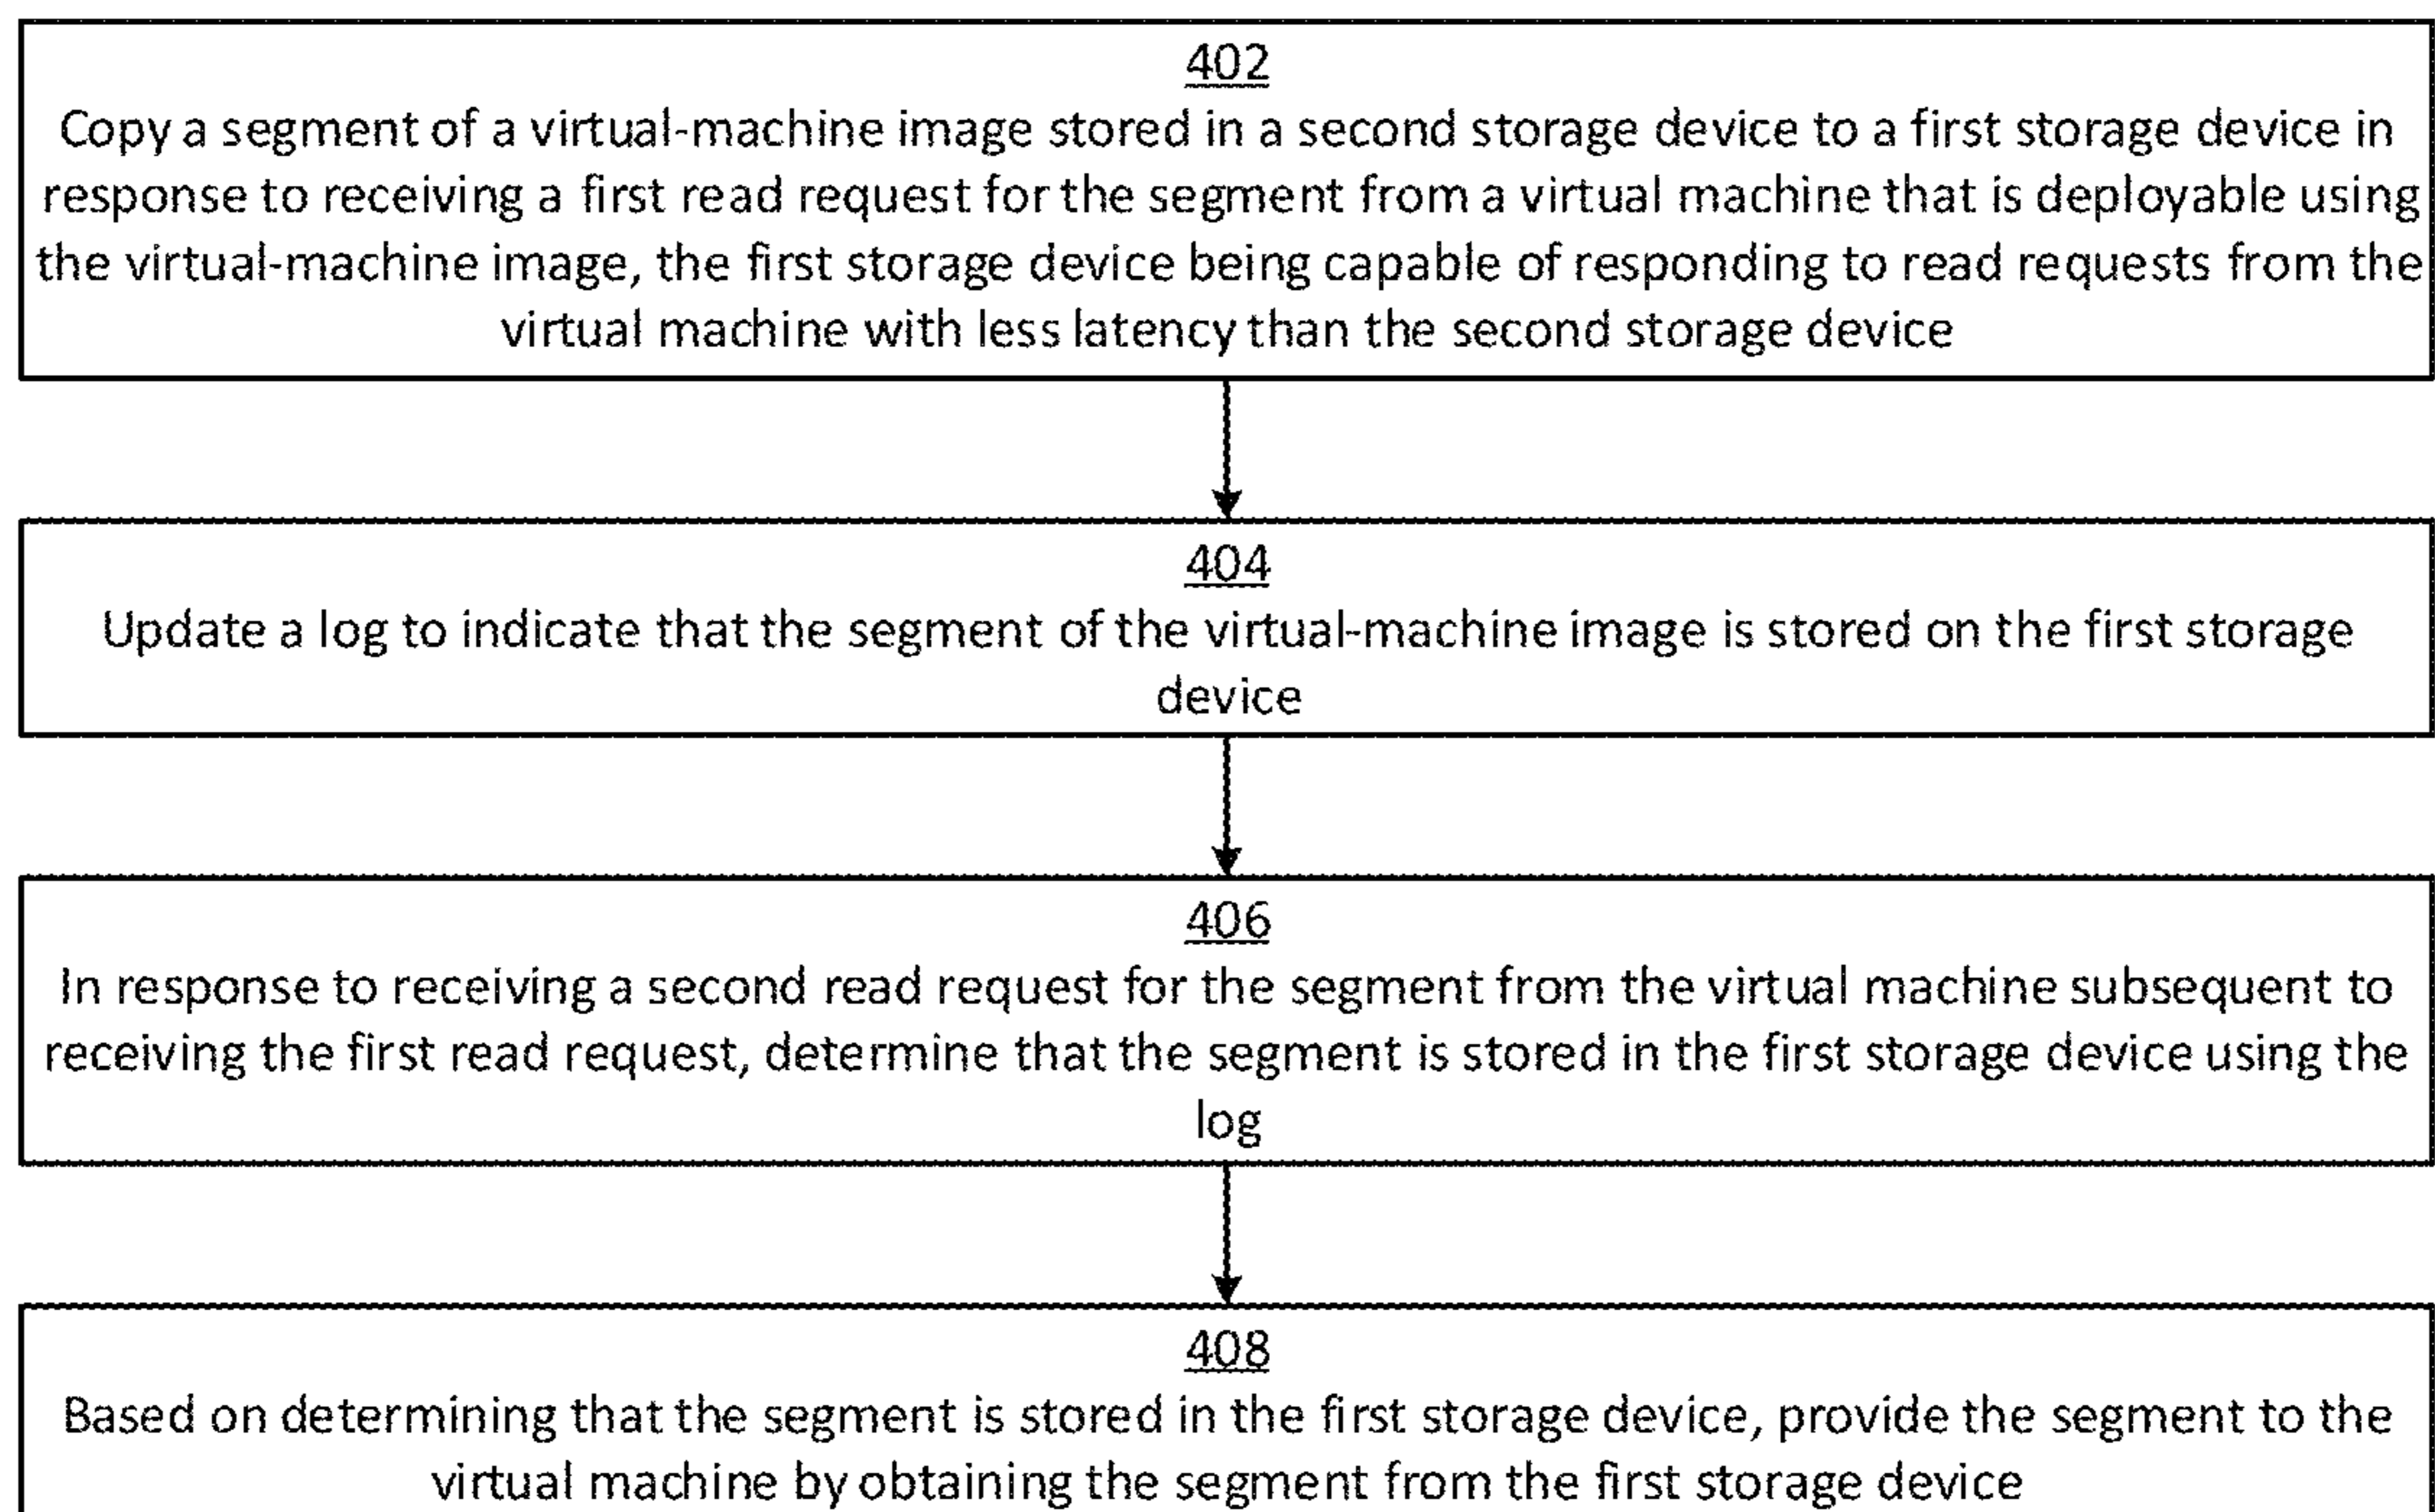 402
Copy a segment of a virtual-machine image stored in a second storage device to a first storage device in
response to receiving a first read request for the segment from a virtual machine that is deployable using
the virtual-machine image, the first storage device being capable of responding to read requests from the
virtual machine with less latency than the second storage device
404
Update a log to indicate that the segment of the virtual-machine image is stored on the first storage
device
406
In response to receiving a second read request for the segment from the virtual machine subsequent to
receiving the first read request, determine that the segment is stored in the first storage device using the
log
408
Based on determining that the segment is stored in the first storage device, provide the segment to the
virtual machine by obtaining the segment from the first storage device